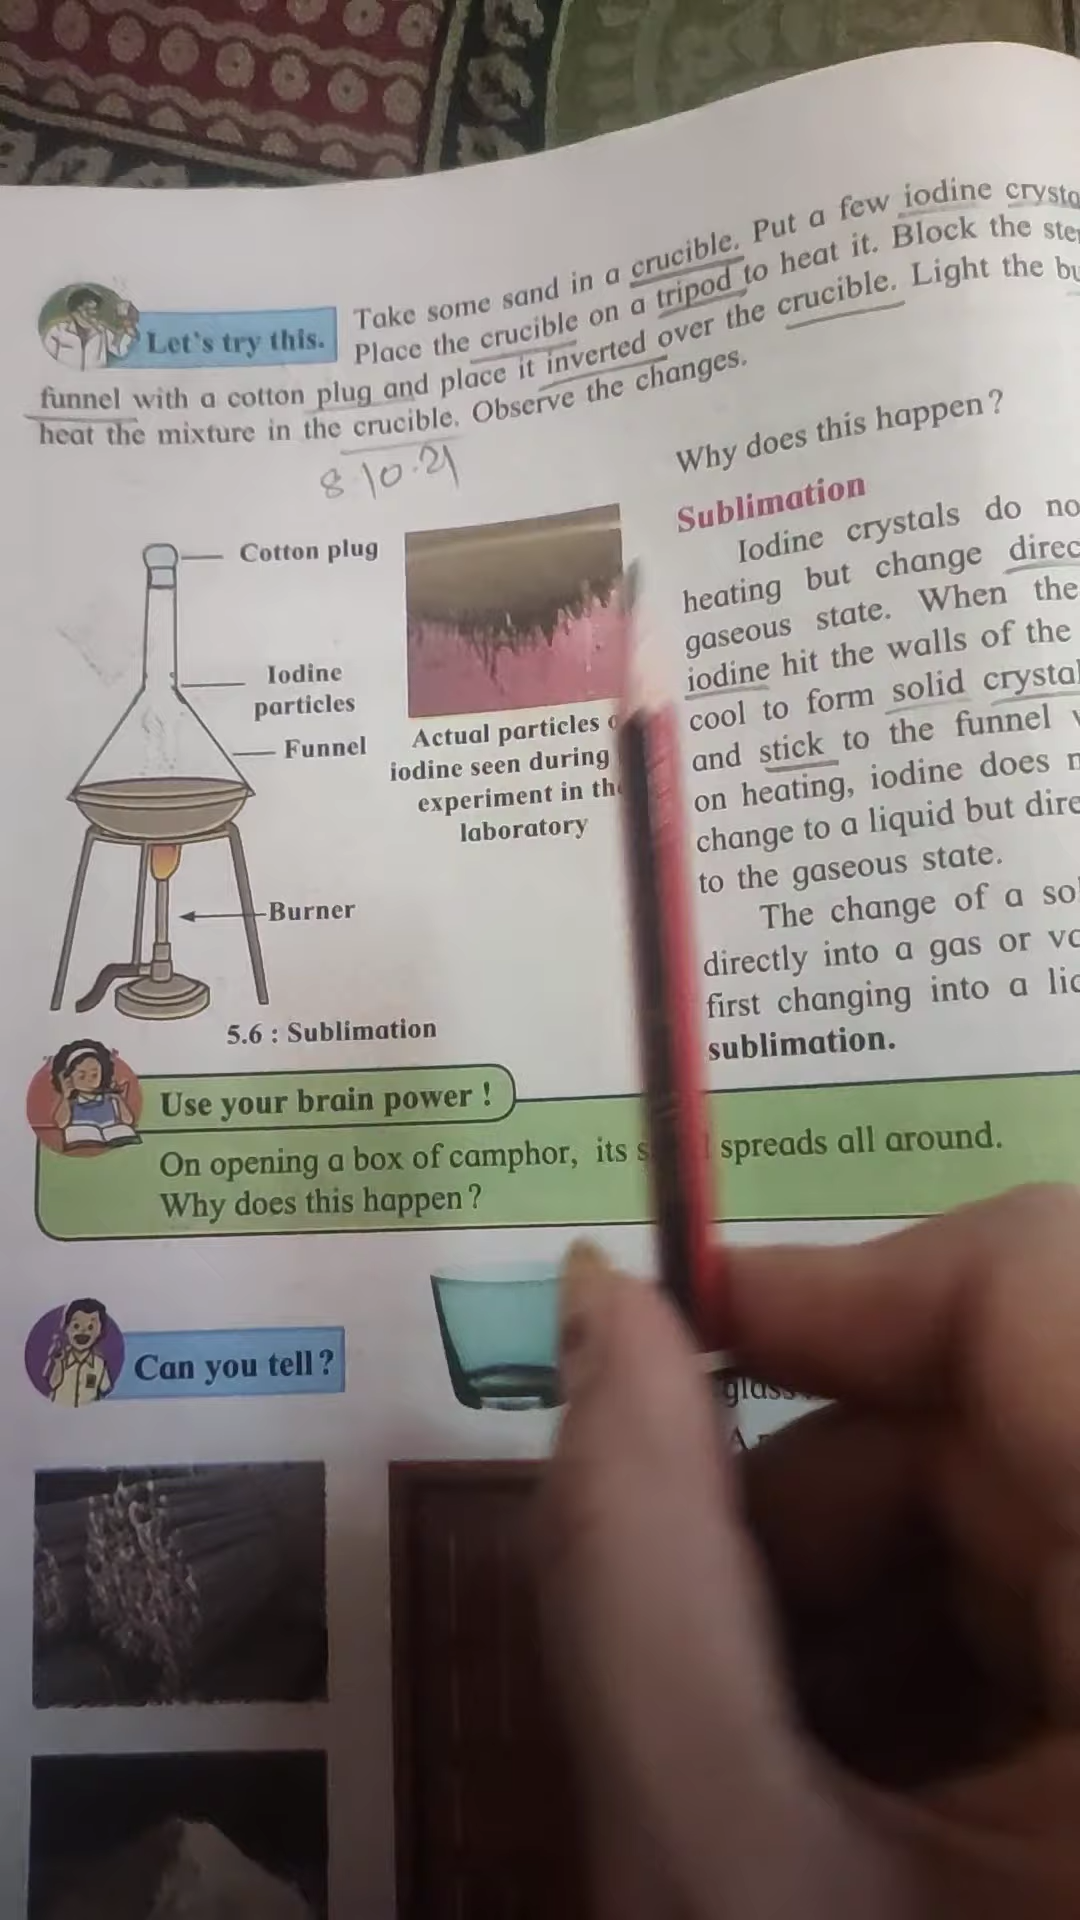 Let's try this.
Take some sand in a crucible. Put a few iodine
Place the crucible on a tripod to heat it. Block the
funnel with a cotton plug and place it inverted over the crucible. Light the
heat the mixture in the crucible. Observe the changes.
8.10.21
Cotton plug
Iodine
particles
Funnel
Burner
5.6 : Sublimation
Actual particles
iodine seen during
experiment in
laboratory
Why does this happen?
Sublimation
Iodine crystals do
heating but change
gaseous state. When the
iodine hit the walls of the
cool to form solid
and stick to the funnel
on heating, iodine does
change to a liquid but
to the gaseous state.
The change of a
directly into a gas or
first changing into a
sublimation.
Use your brain power !
On opening a box of camphor, its spreads all around.
Why does this happen?
Can you tell?